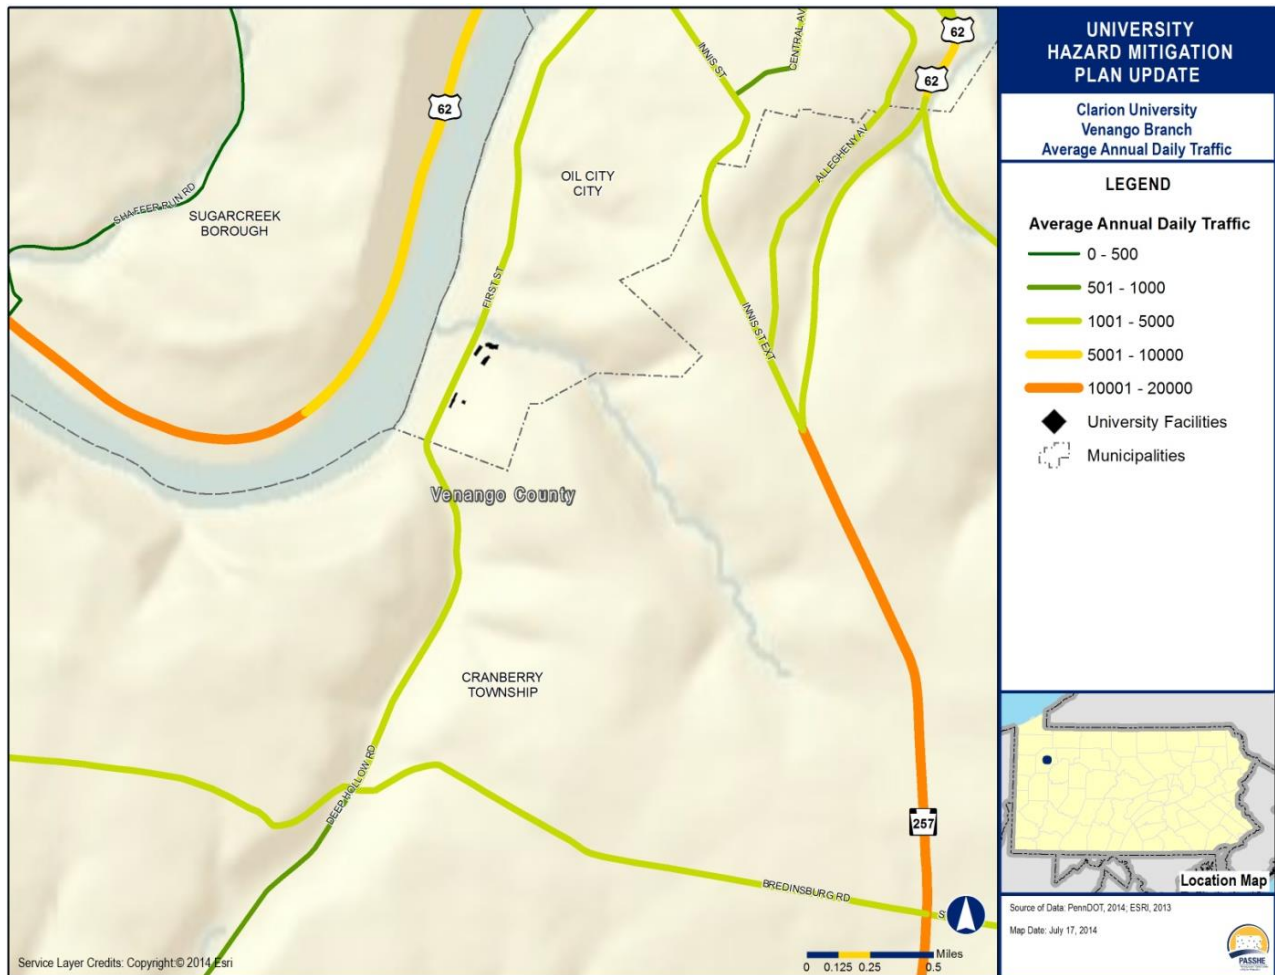 UNIVERSITY
HAZARD MITIGATION
PLAN UPDATE
Clarion University
Venango Branch
Average Annual Daily Traffic
LEGEND
Average Annual Daily Traffic
0 - 500
501 - 1000
1001 - 5000
5001 - 10000
10001 - 20000
University Facilities
Municipalities
62
62
62
INNIS ST
CENTRAL AV
ALLEGHENY AV
OIL CITY
CITY
SHAFFER RUN RD
SUGARCREEK
BOROUGH
FIRST ST
INNIS ST EXT
Venango County
CRANBERRY
TOWNSHIP
DEEP HOLLOW RD
257
BREDINSBURG RD
S
Miles
0 0.125 0.25 0.5
Service Layer Credits: Copyright:© 2014 Esri
Location Map
Source of Data: PennDOT, 2014; ESRI, 2013
Map Date: July 17, 2014
PASSHE